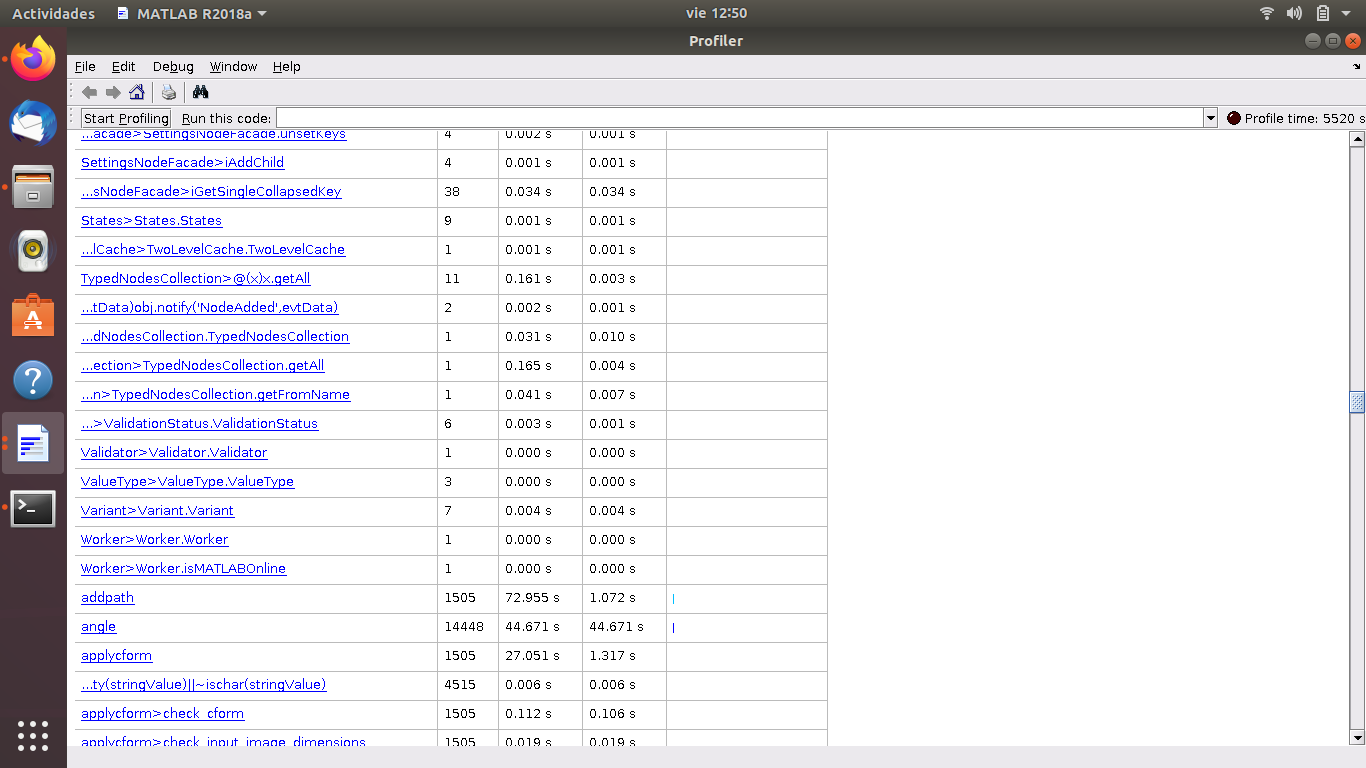 Actividades MATLAB R2018a vie 12:50
Profiler
File Edit Debug Window Help
Start Profiling Run this code: Profile time: 5520 s
...acade>SettingsNodeFacade.unsetKeys 4 0.002 s 0.001 s
SettingsNodeFacade>iAddChild 4 0.001 s 0.001 s
...sNodeFacade>iGetSingleCollapsedKey 38 0.034 s 0.034 s
States>States.States 9 0.001 s 0.001 s
...lCache>TwoLevelCache.TwoLevelCache 1 0.001 s 0.001 s
TypedNodesCollection>@(x)x.getAll 11 0.161 s 0.003 s
...tData)obj.notify('NodeAdded',evtData) 2 0.002 s 0.001 s
...dNodesCollection.TypedNodesCollection 1 0.031 s 0.010 s
...ection>TypedNodesCollection.getAll 1 0.165 s 0.004 s
...n>TypedNodesCollection.getFromName 1 0.041 s 0.007 s
...>ValidationStatus.ValidationStatus 6 0.003 s 0.001 s
Validator>Validator.Validator 1 0.000 s 0.000 s
ValueType>ValueType.ValueType 3 0.000 s 0.000 s
Variant>Variant.Variant 7 0.004 s 0.004 s
Worker>Worker.Worker 1 0.000 s 0.000 s
Worker>Worker.isMATLABOnline 1 0.000 s 0.000 s
addpath 1505 72.955 s 1.072 s
angle 14448 44.671 s 44.671 s
applycform 1505 27.051 s 1.317 s
...ty(stringValue)||~ischar(stringValue) 4515 0.006 s 0.006 s
applycform>check_cform 1505 0.112 s 0.106 s
applycform>check_input_image_dimensions 1505 0.019 s 0.019 s